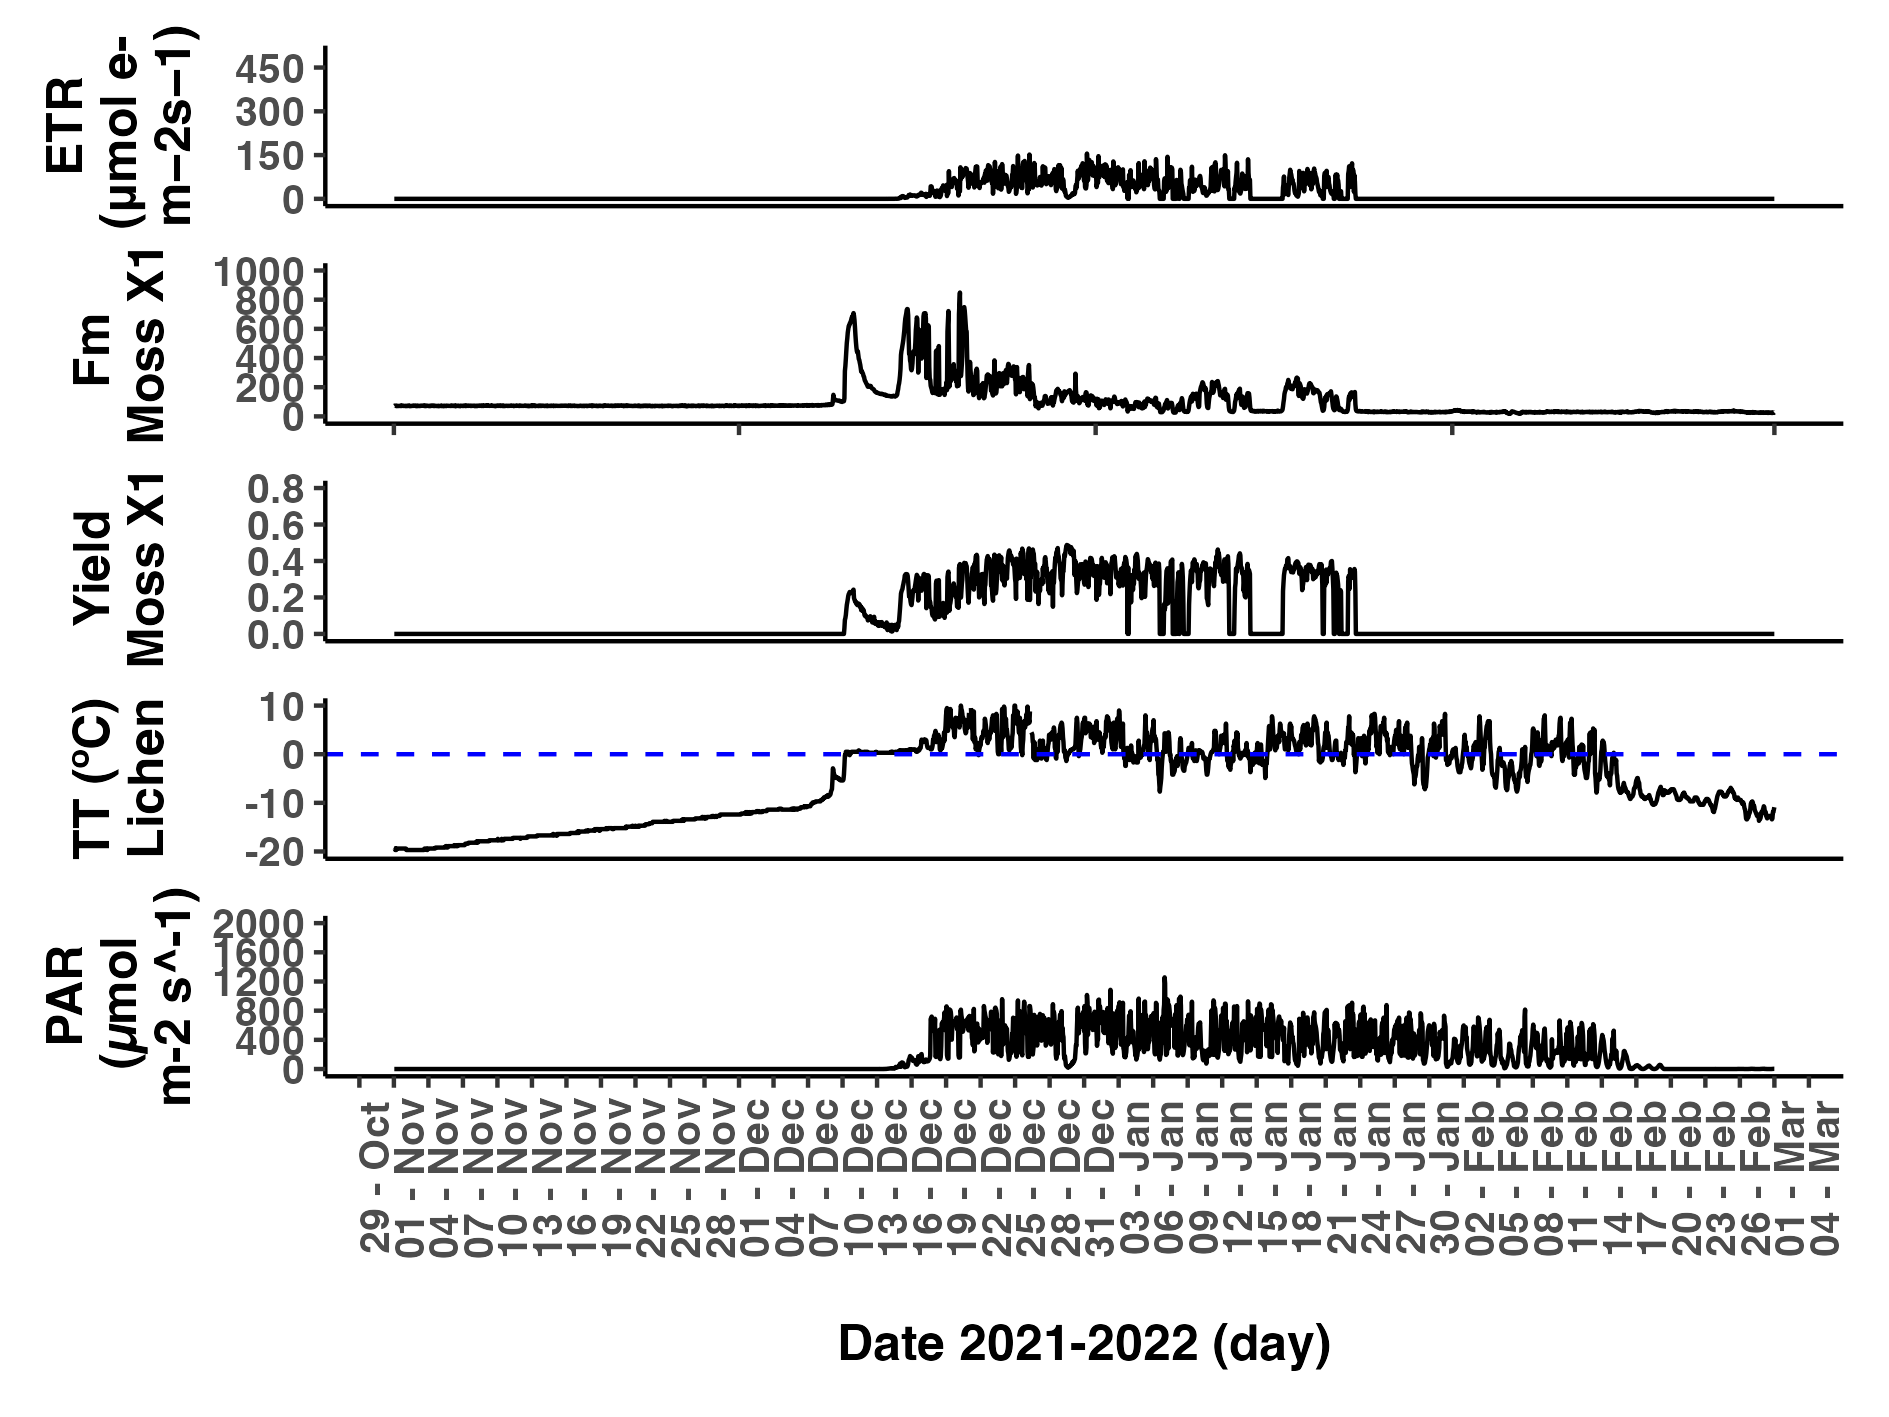 ETR
(µmol e-
m−2s−1)
450
300
150
0
Fm
Moss X1
1000
800
600
400
200
0
Yield
Moss X1
0.8
0.6
0.4
0.2
0.0
TT (ºC)
Lichen
10
0
-10
-20
PAR
(µmol
m-2 s^-1)
2000
1600
1200
800
400
0
29 - Oct
01 - Nov
04 - Nov
07 - Nov
10 - Nov
13 - Nov
16 - Nov
19 - Nov
22 - Nov
25 - Nov
28 - Nov
01 - Dec
04 - Dec
07 - Dec
10 - Dec
13 - Dec
16 - Dec
19 - Dec
22 - Dec
25 - Dec
28 - Dec
31 - Dec
03 - Jan
06 - Jan
09 - Jan
12 - Jan
15 - Jan
18 - Jan
21 - Jan
24 - Jan
27 - Jan
30 - Jan
02 - Feb
05 - Feb
08 - Feb
11 - Feb
14 - Feb
17 - Feb
20 - Feb
23 - Feb
26 - Feb
01 - Mar
04 - Mar
Date 2021-2022 (day)